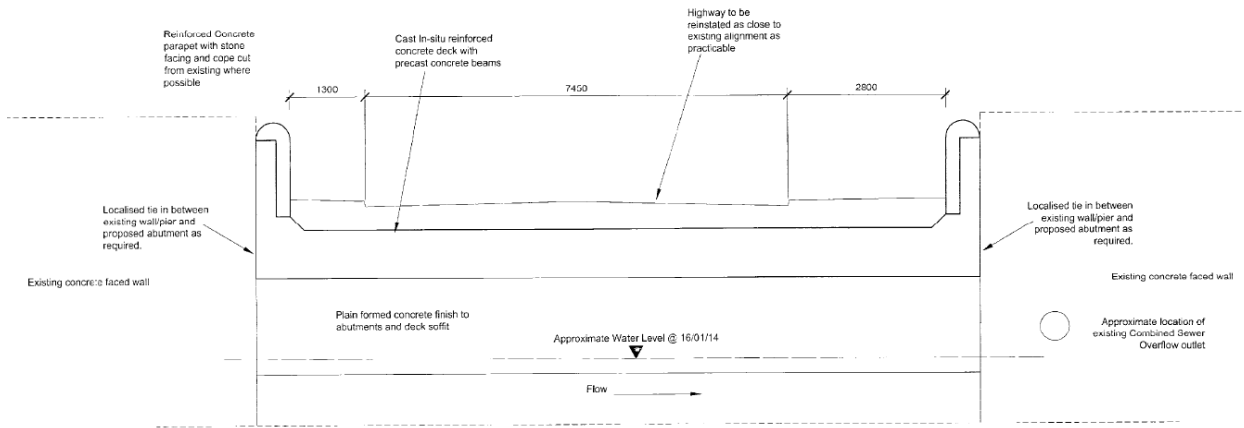 Reinforced Concrete
parapet with stone
facing and cope cut
from existing where
possible
Cast In-situ reinforced
concrete deck with
precast concrete beams
Highway to be
reinstated as close to
existing alignment as
practicable
1300
7450
2800
Localised tie in between
existing wall/pier and
proposed abutment as
required.
Localised tie in between
existing wall/pier and
proposed abutment as
required.
Existing concrete faced wall
Existing concrete faced wall
Plain formed concrete finish to
abutments and deck soffit
Approximate Water Level @ 16/01/14
Approximate location of
existing Combined Sewer
Overflow outlet
Flow